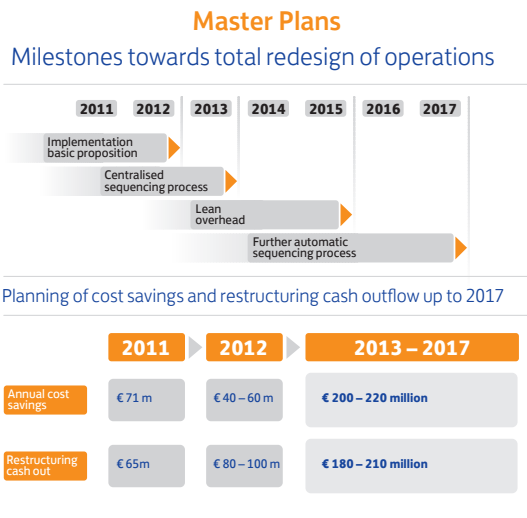 Master Plans
Milestones towards total redesign of operations
2011 2012 2013 2014 2015 2016 2017
Implementation
basic proposition
Centralised
sequencing process
Lean
overhead
Further automatic
sequencing process
Planning of cost savings and restructuring cash outflow up to 2017
2011 2012 2013 – 2017
Annual cost
savings
€ 71 m € 40 – 60 m € 200 – 220 million
Restructuring
cash out
€ 65m € 80 – 100 m € 180 – 210 million